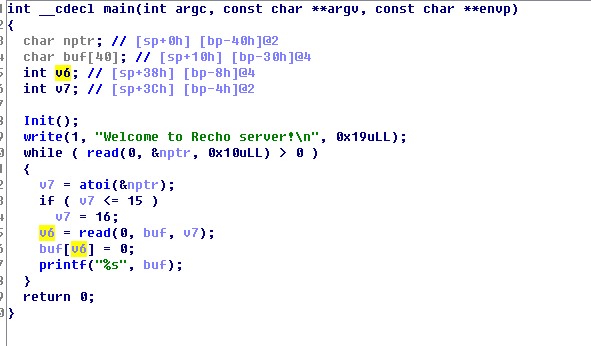 int __cdecl main(int argc, const char **argv, const char **envp)
{
char nptr; // [sp+0h] [bp-40h]@2
char buf[40]; // [sp+10h] [bp-30h]@4
int v6; // [sp+38h] [bp-8h]@4
int v7; // [sp+3Ch] [bp-4h]@2
Init();
write(1, "Welcome to Recho server!\n", 0x19uLL);
while ( read(0, &nptr, 0x10uLL) > 0 )
{
v7 = atoi(&nptr);
if ( v7 <= 15 )
v7 = 16;
v6 = read(0, buf, v7);
buf[v6] = 0;
printf("%s", buf);
}
return 0;
}